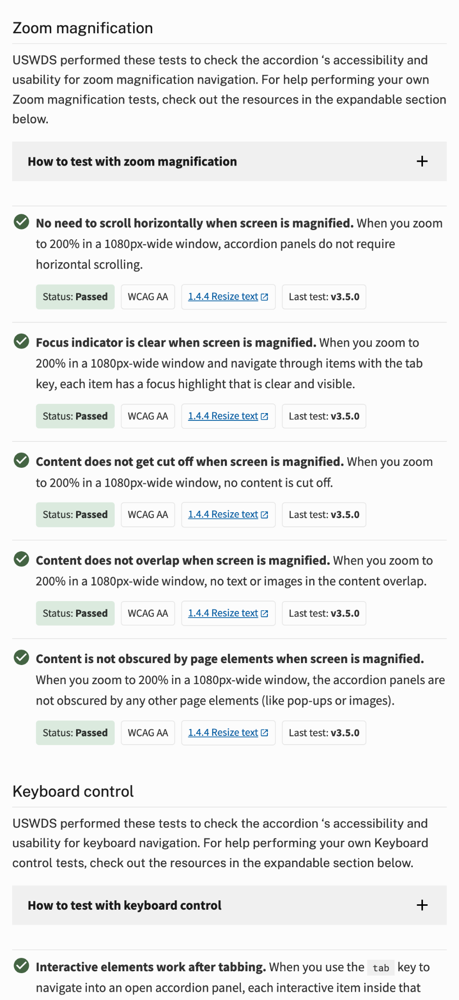 Zoom magnification
USWDS performed these tests to check the accordion ‘s accessibility and
usability for zoom magnification navigation. For help performing your own
Zoom magnification tests, check out the resources in the expandable section
below.
How to test with zoom magnification
No need to scroll horizontally when screen is magnified. When you zoom
to 200% in a 1080px-wide window, accordion panels do not require
horizontal scrolling.
Status: Passed WCAG AA 1.4.4 Resize text Last test: v3.5.0
Focus indicator is clear when screen is magnified. When you zoom to
200% in a 1080px-wide window and navigate through items with the tab
key, each item has a focus highlight that is clear and visible.
Status: Passed WCAG AA 1.4.4 Resize text Last test: v3.5.0
Content does not get cut off when screen is magnified. When you zoom
to 200% in a 1080px-wide window, no content is cut off.
Status: Passed WCAG AA 1.4.4 Resize text Last test: v3.5.0
Content does not overlap when screen is magnified. When you zoom to
200% in a 1080px-wide window, no text or images in the content overlap.
Status: Passed WCAG AA 1.4.4 Resize text Last test: v3.5.0
Content is not obscured by page elements when screen is magnified.
When you zoom to 200% in a 1080px-wide window, the accordion panels are
not obscured by any other page elements (like pop-ups or images).
Status: Passed WCAG AA 1.4.4 Resize text Last test: v3.5.0
Keyboard control
USWDS performed these tests to check the accordion ‘s accessibility and
usability for keyboard navigation. For help performing your own Keyboard
control tests, check out the resources in the expandable section below.
How to test with keyboard control
Interactive elements work after tabbing. When you use the tab key to
navigate into an open accordion panel, each interactive item inside that